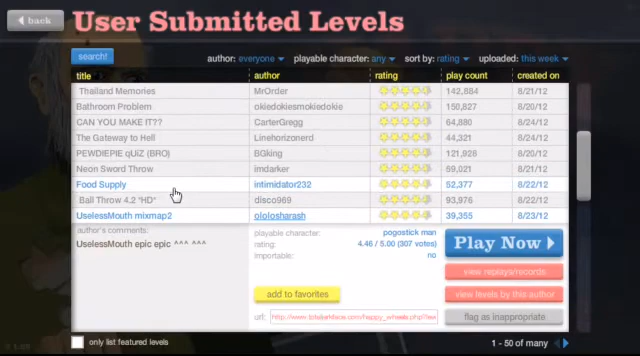 back
User Submitted Levels
search!
author: everyone playable character: any sort by: rating uploaded: this week
title author rating play count created on
Thailand Memories MrOrder 142,884 8/21/12
Bathroom Problem okiedokiesmokiedokie 150,827 8/20/12
CAN YOU MAKE IT?? CarterGregg 64,880 8/24/12
The Gateway to Hell Linehorizonerd 44,321 8/24/12
PEWDIEPIE qUiZ (BRO) BGking 121,928 8/20/12
Neon Sword Throw imdarker 89,021 8/21/12
Food Supply intimidator232 52,377 8/22/12
Ball Throw 4.2 *HD* disco969 93,976 8/22/12
UselessMouth mixmap2 ololosharash 39,355 8/23/12
author's comments:
UselessMouth epic epic ^^^ ^^^
playable character: pogostick man
rating: 4.46 / 5.00 (307 votes)
importable: no
Play Now
view replays/records
add to favorites
view levels by this author
url:
flag as inappropriate
only list featured levels
1 - 50 of many